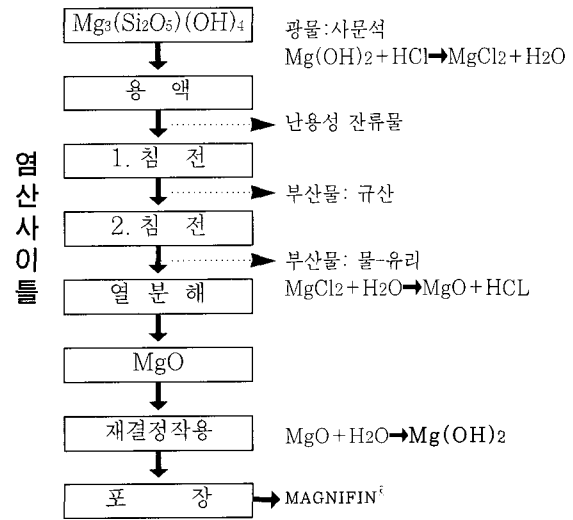 Mg3(Si2O5)(OH)4
광물:사문석
Mg(OH)2+HCl→MgCl2+H2O
용 액
난용성 잔류물
1. 침 전
부산물: 규산
2. 침 전
부산물: 물-유리
열 분 해
MgCl2+H2O→MgO+HCL
MgO
재결정작용
MgO+H2O→Mg(OH)2
포 장
MAGNIFIN
염산사이틀